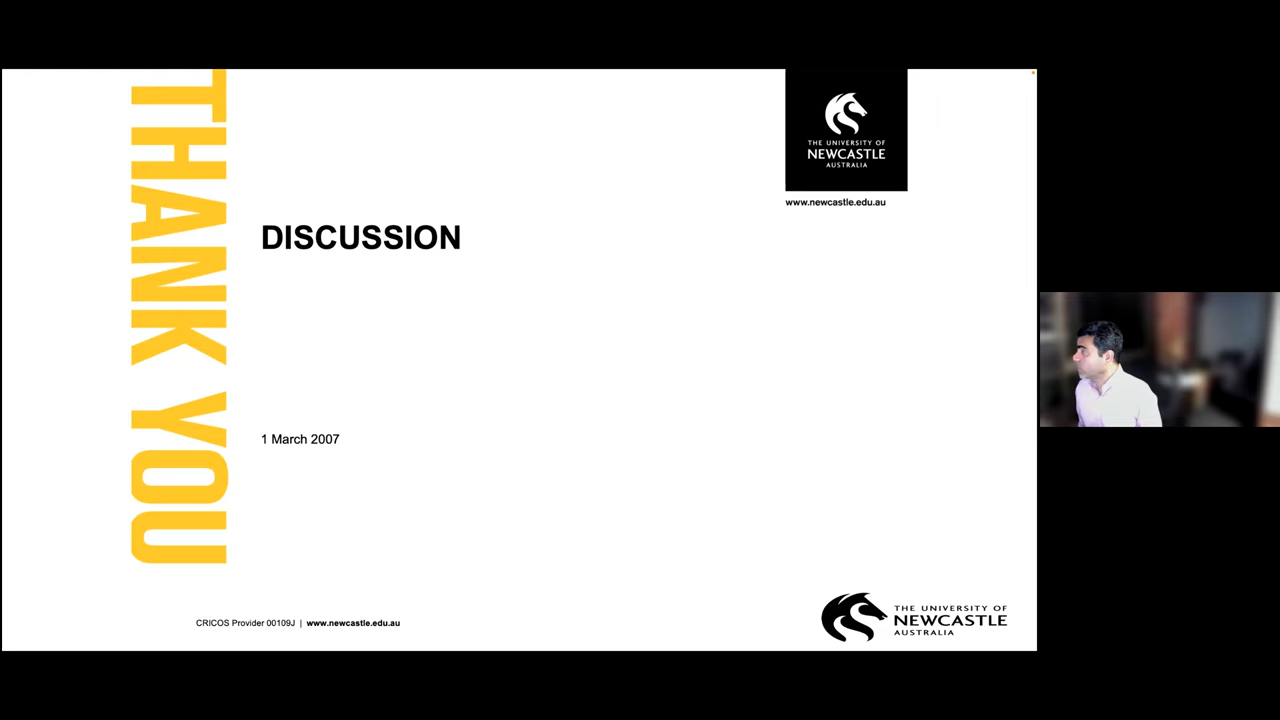 THANK YOU
THE UNIVERSITY OF
NEWCASTLE
AUSTRALIA
www.newcastle.edu.au
DISCUSSION
1 March 2007
CRICOS Provider 00109J | www.newcastle.edu.au
THE UNIVERSITY OF
NEWCASTLE
AUSTRALIA